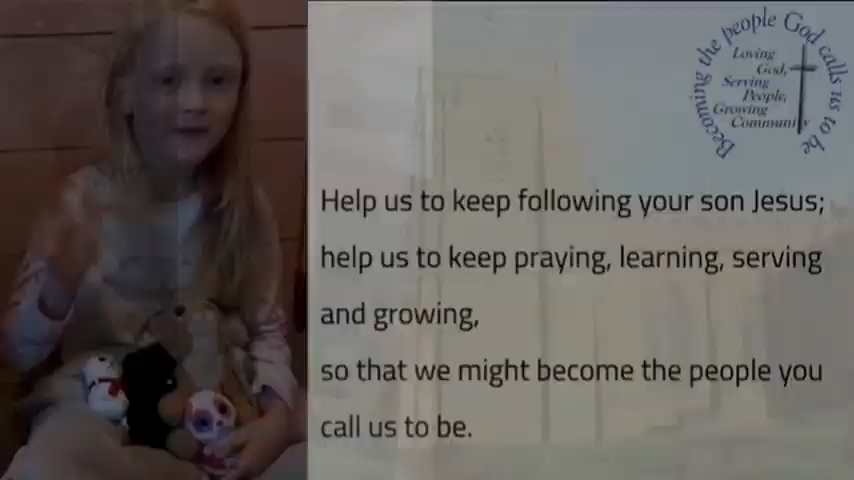 Becoming the people God calls us to be
Loving
God,
Serving
People,
Growing
Community
Help us to keep following your son Jesus;
help us to keep praying, learning, serving
and growing,
so that we might become the people you
call us to be.